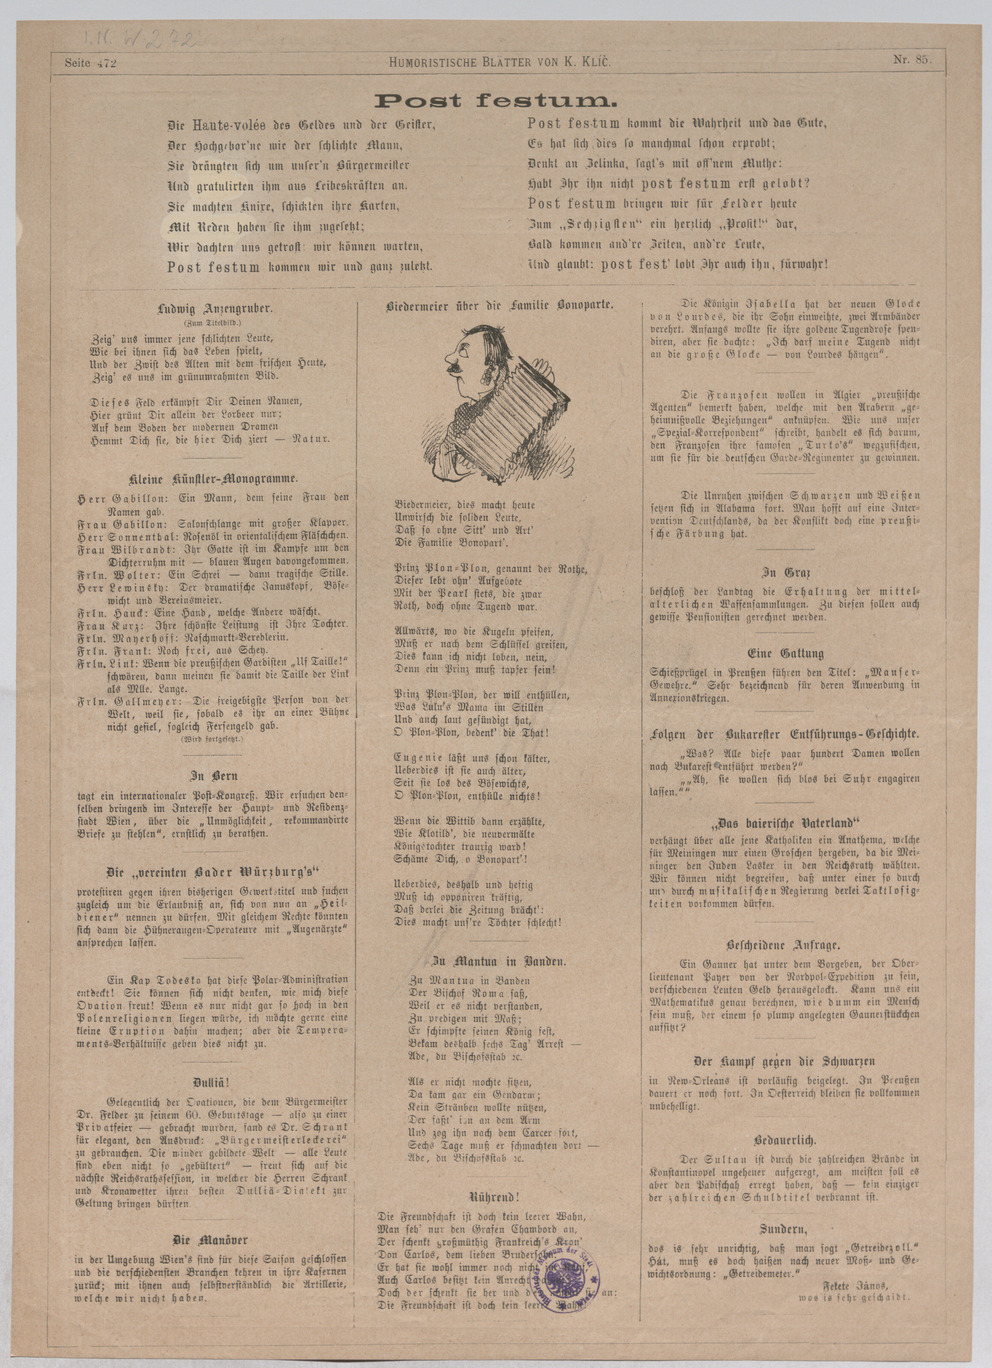 I. N. W 272
Seite 472
HUMORISTISCHE BLÄTTER VON K. KLÍČ.
Nr. 85.
Post festum.
Die Haute-volée des Geldes und der Geister,
Der Hochgebor'ne wie der schlichte Mann,
Sie drängten sich um unser'n Bürgermeister
Und gratulirten ihm aus Leibeskräften an.
Sie machten Knixe, schickten ihre Karten,
Mit Reden haben sie ihm zugesetzt;
Wir dachten uns getrost: wir können warten,
Post festum kommen wir und ganz zuletzt.
Post festum kommt die Wahrheit und das Gute,
Es hat sich dies so manchmal schon erprobt;
Denkt an Zelinka, sagt's mit off'nem Muthe:
Habt Ihr ihn nicht post festum erst gelobt?
Post festum bringen wir für Felder heute
Zum „Sechzigsten" ein herzlich „Prosit!" dar,
Bald kommen and're Zeiten, and're Leute,
Und glaubt: post fest' lobt Ihr auch ihn, fürwahr!
Ludwig Anzengruber.
(Zum Titelbild.)
Zeig' uns immer jene schlichten Leute,
Wie bei ihnen sich das Leben spielt,
Und der Zwist des Alten mit dem frischen Heute,
Zeig' es uns im grünumrahmten Bild.
Dieses Feld erkämpft Dir Deinen Namen,
Hier grünt Dir allein der Lorbeer nur;
Auf dem Boden der modernen Dramen
Hemmt Dich sie, die hier Dich ziert — Natur.
Kleine Künstler-Monogramme.
Herr Gabillon: Ein Mann, dem seine Frau den
Namen gab.
Frau Gabillon: Salonschlange mit großer Klapper.
Herr Sonnenthal: Rosenöl in orientalischem Fläschchen.
Frau Wilbrandt: Ihr Gatte ist im Kampfe um den
Dichterruhm mit — blauen Augen davongekommen.
Frln. Wolter: Ein Schrei — dann tragische Stille.
Herr Lewinsky: Der dramatische Januskopf, Böse-
wicht und Vereinsmeier.
Frln. Hauck: Eine Hand, welche Andere wäscht.
Frau Kurz: Ihre schönste Leistung ist Ihre Tochter.
Frln. Mayerhoff: Naschmarkt-Veredlerin.
Frln. Frank: Noch frei, aus Schey.
Frln. Link: Wenn die preußischen Gardisten „Uf Taille!"
schwören, dann meinen sie damit die Taille der Link
als Mlle. Lange.
Frln. Gallmeyer: Die freigebigste Person von der
Welt, weil sie, sobald es ihr an einer Bühne
nicht gefiel, sogleich Fersengeld gab.
(Wird fortgesetzt.)
In Bern
tagt ein internationaler Post-Kongreß. Wir ersuchen den-
selben dringend im Interesse der Haupt- und Residenz-
stadt Wien, über die „Unmöglichkeit, rekommandirte
Briefe zu stehlen", ernstlich zu berathen.
Die „vereinten Bader Würzburg's"
protestiren gegen ihren bisherigen Gewerkstitel und suchen
zugleich um die Erlaubniß an, sich von nun an „Heil-
diener" nennen zu dürfen. Mit gleichem Rechte könnten
sich dann die Hühneraugen-Operateure mit „Augenärzte"
ansprechen lassen.
Ein Kap Todesko hat diese Polar-Administration
entdeckt! Sie können sich nicht denken, wie mich diese
Ovation freut! Wenn es nur nicht gar so hoch in den
Polenreligionen liegen würde, ich möchte gerne eine
kleine Eruption dahin machen; aber die Tempera-
ments-Verhältnisse geben dies nicht zu.
Dulliä!
Gelegentlich der Ovationen, die dem Bürgermeister
Dr. Felder zu seinem 60. Geburtstage — also zu einer
Privatfeier — gebracht wurden, fand es Dr. Schrank
für elegant, den Ausdruck: „Bürgermeisterleckerei"
zu gebrauchen. Die minder gebildete Welt — alle Leute
sind eben nicht so „gebültert" — freut sich auf die
nächste Reichsrathssession, in welcher die Herren Schrank
und Kronawetter ihren besten Dulliä-Dialekt zur
Geltung bringen dürften.
Die Manöver
in der Umgebung Wien's sind für diese Saison geschlossen
und die verschiedensten Branchen kehren in ihre Kasernen
zurück; mit ihnen auch selbstverständlich die Artillerie,
welche wir nicht haben.
Biedermeier über die Familie Bonoparte.
Biedermeier, dies macht heute
Unwirsch die soliden Leute,
Daß so ohne Sitt' und Art'
Die Familie Bonopart'.
Prinz Plon-Plon, genannt der Rothe,
Dieser lebt ohn' Aufgebote
Mit der Pearl stets, die zwar
Roth, doch ohne Tugend war.
Allwärts, wo die Kugeln pfeifen,
Muß er nach dem Schlüssel greifen,
Dies kann ich nicht loben, nein,
Denn ein Prinz muß tapfer sein!
Prinz Plon-Plon, der will enthüllen,
Was Lulu's Mama im Stillen
Und auch laut gesündigt hat,
O Plon-Plon, bedenk' die That!
Eugenie läßt uns schon kälter,
Ueberdies ist sie auch älter,
Seit sie los des Bösewichts,
O Plon-Plon, enthülle nichts!
Wenn die Wittib dann erzählte,
Wie Klotild', die neuvermälte
Königstochter traurig ward!
Schäme Dich, o Bonopart'!
Ueberdies, deshalb und heftig
Muß ich opponiren kräftig,
Daß derlei die Zeitung brächt':
Dies macht uns're Töchter schlecht!
Zu Mantua in Banden.
Zu Mantua in Banden
Der Bischof Roma saß,
Weil er es nicht verstanden,
Zu predigen mit Maß;
Er schimpfte seinen König fest,
Bekam deshalb sechs Tag' Arrest —
Ade, du Bischofsstab ꝛc.
Als er nicht mochte sitzen,
Da kam gar ein Gendarm;
Kein Sträuben wollte nützen,
Der faßt' ihn an dem Arm
Und zog ihn nach dem Carcer fort,
Sechs Tage muß er schmachten dort —
Ade, du Bischofsstab ꝛc.
Rührend!
Die Freundschaft ist doch kein leerer Wahn,
Man seh' nur den Grafen Chambord an,
Der schenkt großmüthig Frankreich's Kron'
Don Carlos, dem lieben
Er hat sie wohl immer noch nicht
Auch Carlos besitzt kein Anrecht
Doch der schenkt sie her und an:
Die Freundschaft ist doch kein leerer Wahn
Die Königin Isabella hat der neuen Glocke
von Lourdes, die ihr Sohn einweihte, zwei Armbänder
verehrt. Anfangs wollte sie ihre goldene Tugendrose spen-
diren, aber sie dachte: „Ich darf meine Tugend nicht
an die große Glocke — von Lourdes hängen".
Die Franzosen wollen in Algier „preußische
Agenten" bemerkt haben, welche mit den Arabern „ge-
heimnißvolle Beziehungen" anknüpfen. Wie uns unser
„Spezial-Korrespondent" schreibt, handelt es sich darum,
den Franzosen ihre famosen „Turko's" wegzufischen,
um sie für die deutschen Garde-Regimenter zu gewinnen.
Die Unruhen zwischen Schwarzen und Weißen
setzen sich in Alabama fort. Man hofft auf eine Inter-
vention Deutschlands, da der Konflikt doch eine preußi-
sche Färbung hat.
In Graz
beschloß der Landtag die Erhaltung der mittel-
alterlichen Waffensammlungen. Zu diesen sollen auch
gewisse Pensionisten gerechnet werden.
Eine Gattung
Schießprügel in Preußen führen den Titel: „Mauser-
Gewehre." Sehr bezeichnend für deren Anwendung in
Annexionskriegen.
Folgen der Bukarester Entführungs-Geschichte.
„Was? Alle diese paar hundert Damen wollen
nach Bukarest entführt werden?"
„„Ah, sie wollen sich blos bei Suhr engagiren
lassen.""
„Das baierische Vaterland"
verhängt über alle jene Katholiken ein Anathema, welche
für Meiningen nur einen Groschen hergeben, da die Mei-
ninger den Juden Lasker in den Reichsrath wählten.
Wir können nicht begreifen, daß unter einer so durch
und durch musikalischen Regierung derlei Taktlosig-
keiten vorkommen dürfen.
Bescheidene Anfrage.
Ein Gauner hat unter dem Vorgeben, der Ober-
lieutenant Payer von der Nordpol-Expedition zu sein,
verschiedenen Leuten Geld herausgelockt. Kann uns ein
Mathematikus genau berechnen, wie dumm ein Mensch
sein muß, der einem so plump angelegten Gaunerstückchen
aufsitzt?
Der Kampf gegen die Schwarzen
in New-Orleans ist vorläufig beigelegt. In Preußen
dauert er noch fort. In Oesterreich bleiben sie vollkommen
unbehelligt.
Bedauerlich.
Der Sultan ist durch die zahlreichen Brände in
Konstantinopel ungeheuer aufgeregt, am meisten soll es
aber den Padischah erregt haben, daß — kein einziger
der zahlreichen Schuldtitel verbrannt ist.
Sundern,
dos is sehr unrichtig, daß man sogt „Getreidezoll."
Hát, muß es doch haißen nach neuer Moß- und Ge-
wichtsordnung: „Getreidemeter."
Fekete János,
wos is sehr geschaidt.